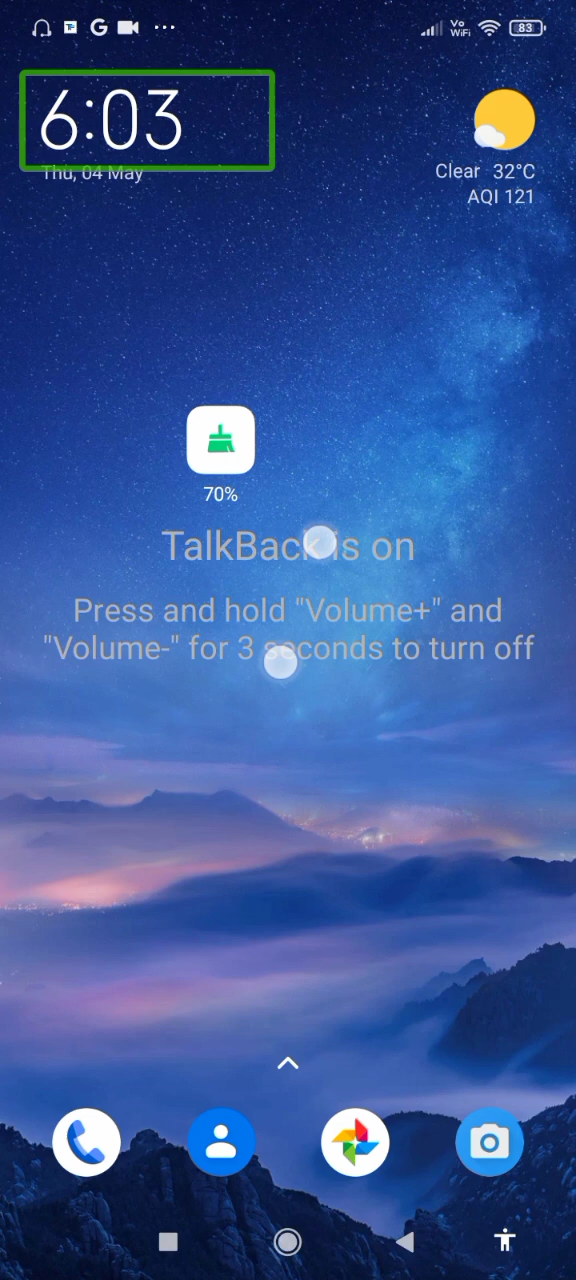 Vo
WiFi
83
6:03
Thu, 04 May
Clear 32°C
AQI 121
70%
TalkBack is on
Press and hold "Volume+" and
"Volume-" for 3 seconds to turn off